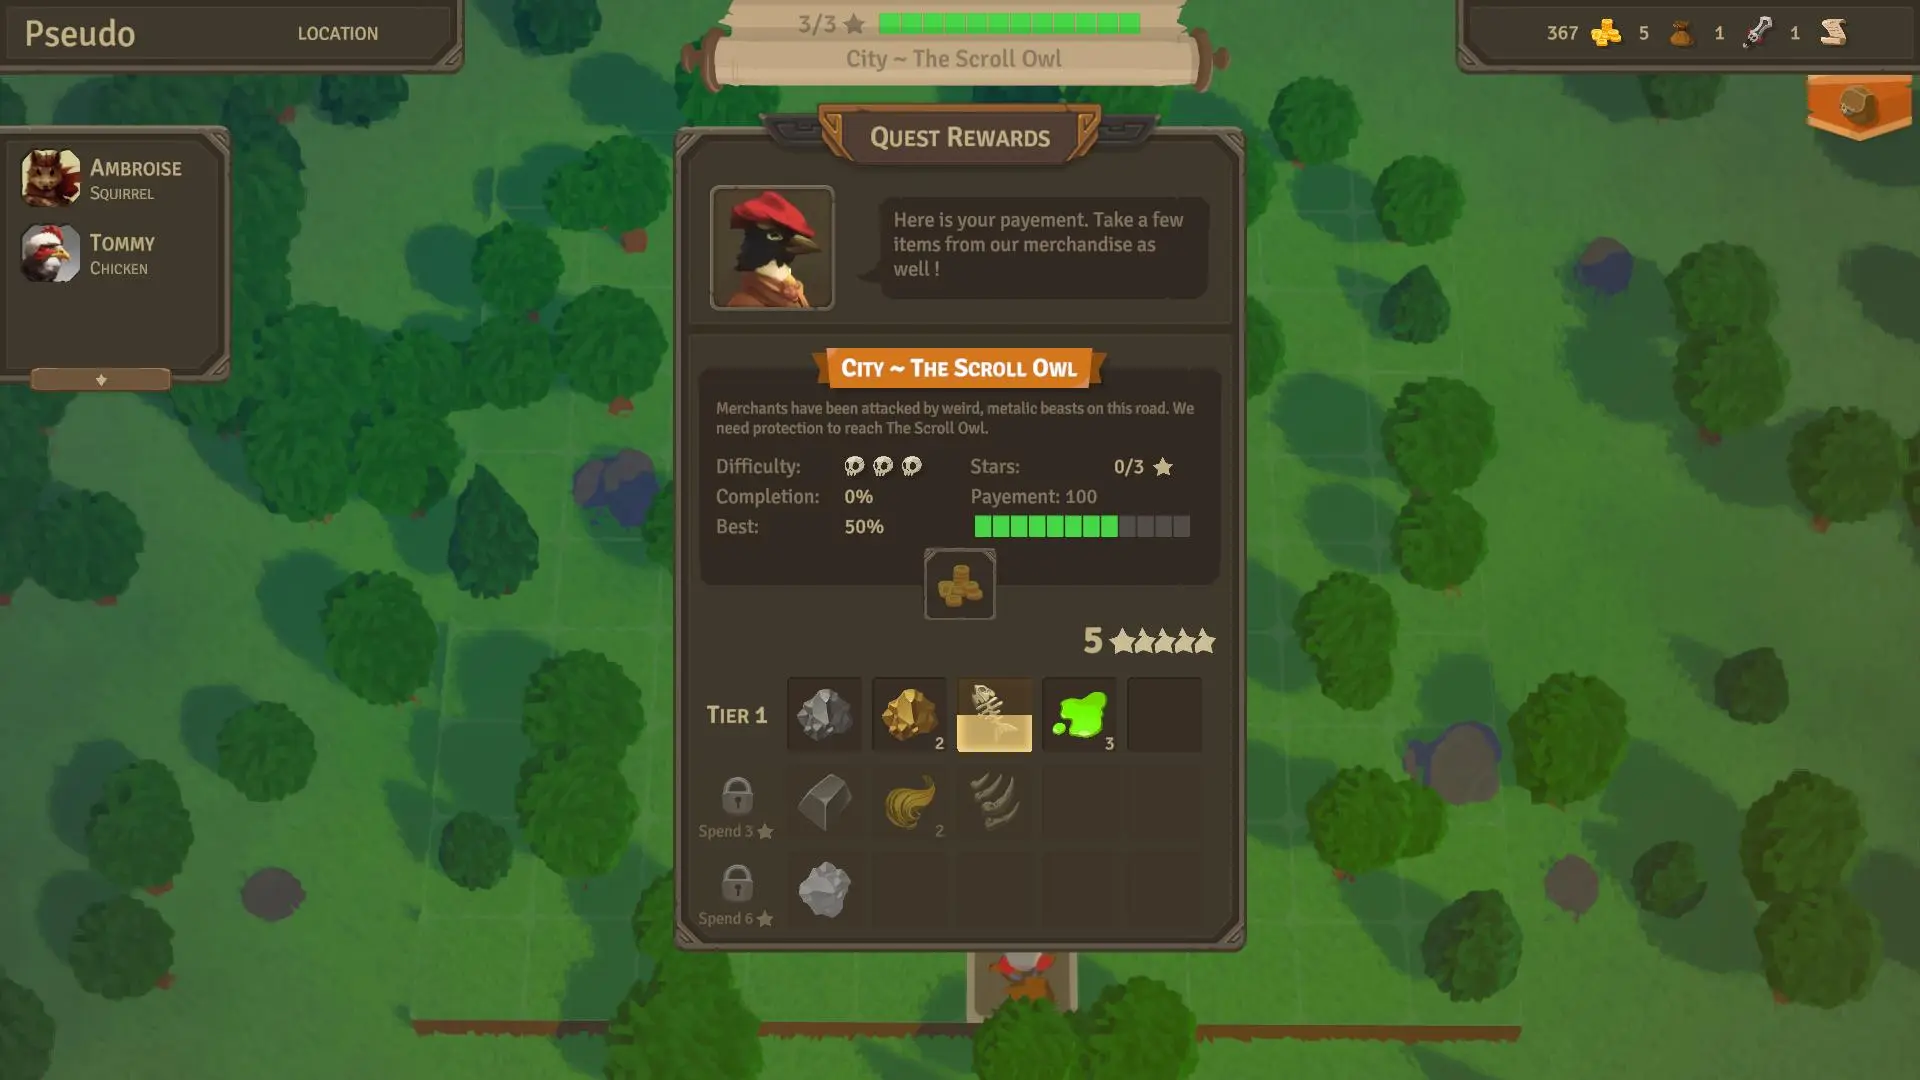 Pseudo
LOCATION
3/3
City ~ The Scroll Owl
367 5 1 1
AMBROISE
SQUIRREL
TOMMY
CHICKEN
QUEST REWARDS
Here is your payement. Take a few
items from our merchandise as
well !
CITY ~ THE SCROLL OWL
Merchants have been attacked by weird, metalic beasts on this road. We
need protection to reach The Scroll Owl.
Difficulty:
Stars: 0/3
Completion: 0%
Payement: 100
Best: 50%
5
TIER 1
2
3
Spend 3
2
Spend 6